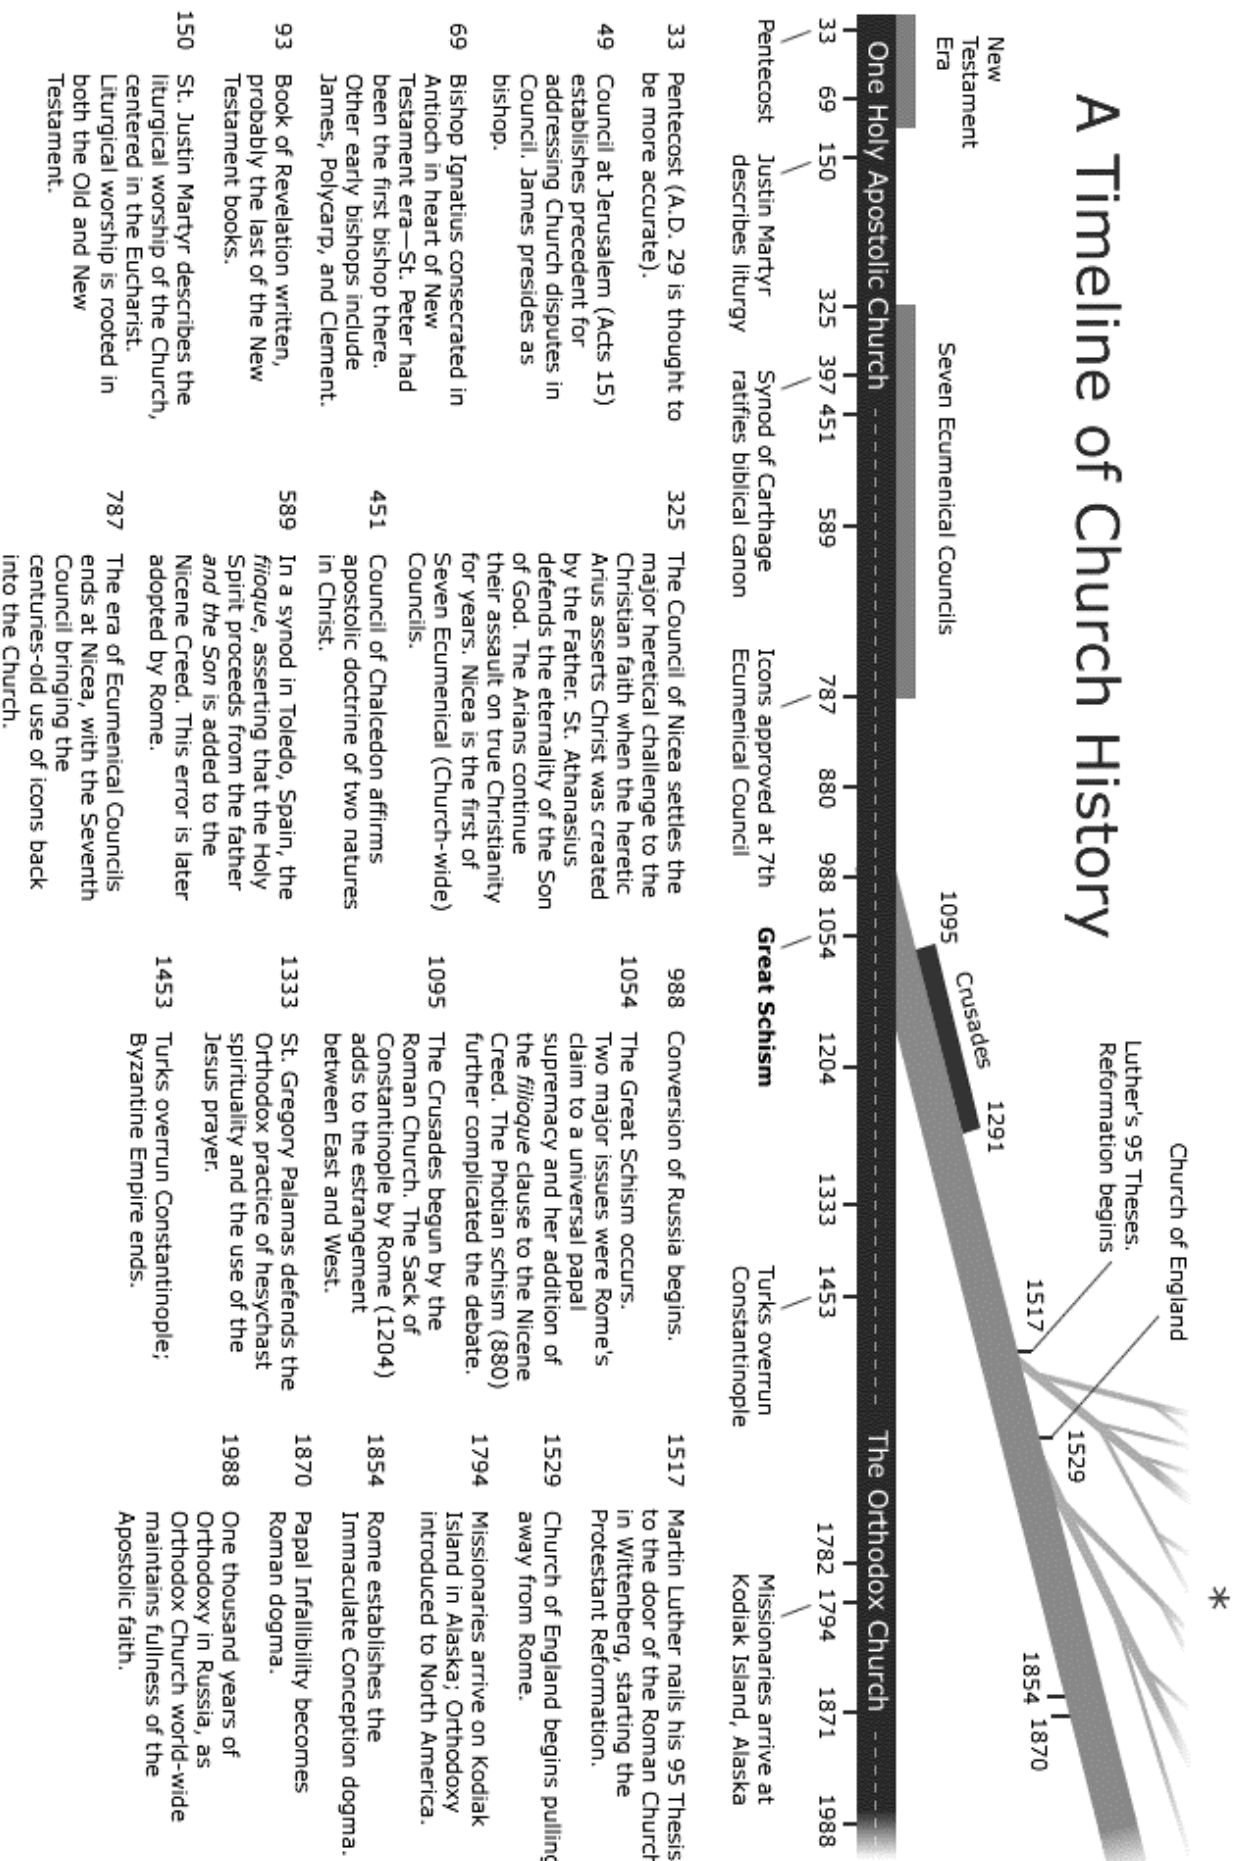 A Timeline of Church History
*
New
Testament
Era
Seven Ecumenical Councils
1095
Crusades
1291
Luther's 95 Theses.
Reformation begins
Church of England
1517
1529
1854
1870
One Holy Apostolic Church
The Orthodox Church
33
69
150
325
397
451
589
787
880
988
1054
1204
1333
1453
1782
1794
1871
1988
Pentecost
Justin Martyr
describes liturgy
Synod of Carthage
ratifies biblical canon
Icons approved at 7th
Ecumenical Council
Great Schism
Turks overrun
Constantinople
Missionaries arrive at
Kodiak Island, Alaska
33 Pentecost (A.D. 29 is thought to
be more accurate).
49 Council at Jerusalem (Acts 15)
establishes precedent for
addressing Church disputes in
Council. James presides as
bishop.
69 Bishop Ignatius consecrated in
Antioch in heart of New
Testament era—St. Peter had
been the first bishop there.
Other early bishops include
James, Polycarp, and Clement.
93 Book of Revelation written,
probably the last of the New
Testament books.
150 St. Justin Martyr describes the
liturgical worship of the Church,
centered in the Eucharist.
Liturgical worship is rooted in
both the Old and New
Testament.
325 The Council of Nicea settles the
major heretical challenge to the
Christian faith when the heretic
Arius asserts Christ was created
by the Father. St. Athanasius
defends the eternality of the Son
of God. The Arians continue
their assault on true Christianity
for years. Nicea is the first of
Seven Ecumenical (Church-wide)
Councils.
451 Council of Chalcedon affirms
apostolic doctrine of two natures
in Christ.
589 In a synod in Toledo, Spain, the
filioque, asserting that the Holy
Spirit proceeds from the father
and the Son is added to the
Nicene Creed. This error is later
adopted by Rome.
787 The era of Ecumenical Councils
ends at Nicea, with the Seventh
Council bringing the
centuries-old use of icons back
into the Church.
988 Conversion of Russia begins.
1054 The Great Schism occurs.
Two major issues were Rome's
claim to a universal papal
supremacy and her addition of
the filioque clause to the Nicene
Creed. The Photian schism (880)
further complicated the debate.
1095 The Crusades begun by the
Roman Church. The Sack of
Constantinople by Rome (1204)
adds to the estrangement
between East and West.
1333 St. Gregory Palamas defends the
Orthodox practice of hesychast
spirituality and the use of the
Jesus prayer.
1453 Turks overrun Constantinople;
Byzantine Empire ends.
1517 Martin Luther nails his 95 Thesis
to the door of the Roman Church
in Wittenberg, starting the
Protestant Reformation.
1529 Church of England begins pulling
away from Rome.
1794 Missionaries arrive on Kodiak
Island in Alaska; Orthodoxy
introduced to North America.
1854 Rome establishes the
Immaculate Conception dogma.
1870 Papal Infallibility becomes
Roman dogma.
1988 One thousand years of
Orthodoxy in Russia, as
Orthodox Church world-wide
maintains fullness of the
Apostolic faith.